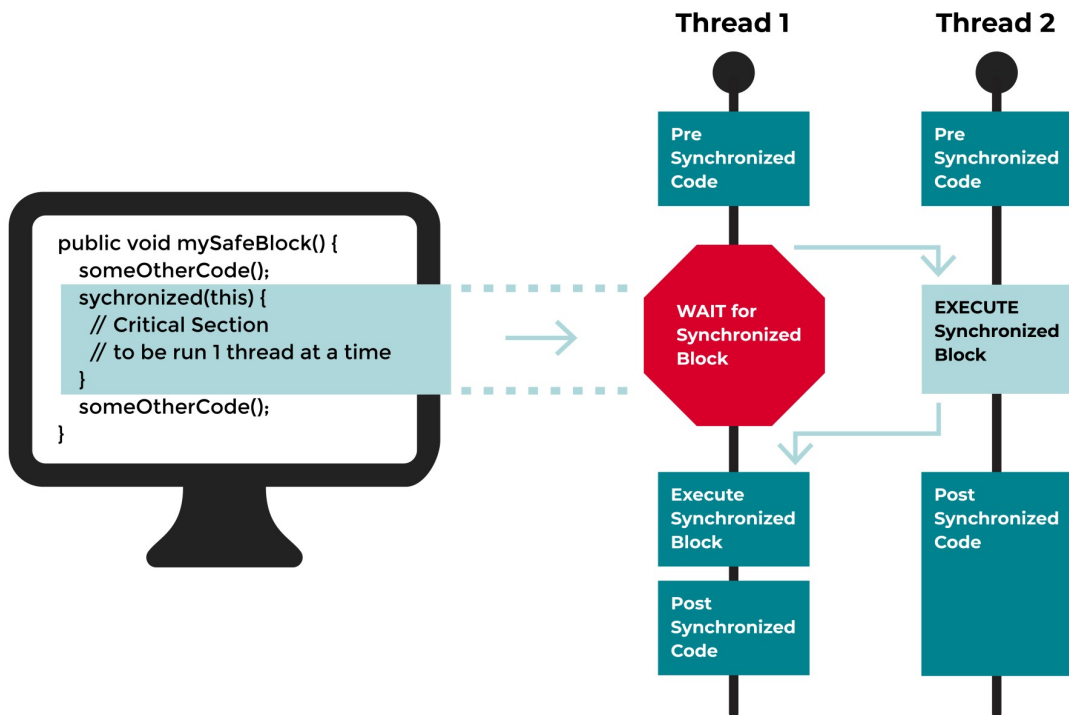 Thread 1
Thread 2
public void mySafeBlock() {
someOtherCode();
sychronized(this) {
// Critical Section
// to be run 1 thread at a time
}
someOtherCode();
}
Pre
Synchronized
Code
WAIT for
Synchronized
Block
Execute
Synchronized
Block
Post
Synchronized
Code
Pre
Synchronized
Code
EXECUTE
Synchronized
Block
Post
Synchronized
Code